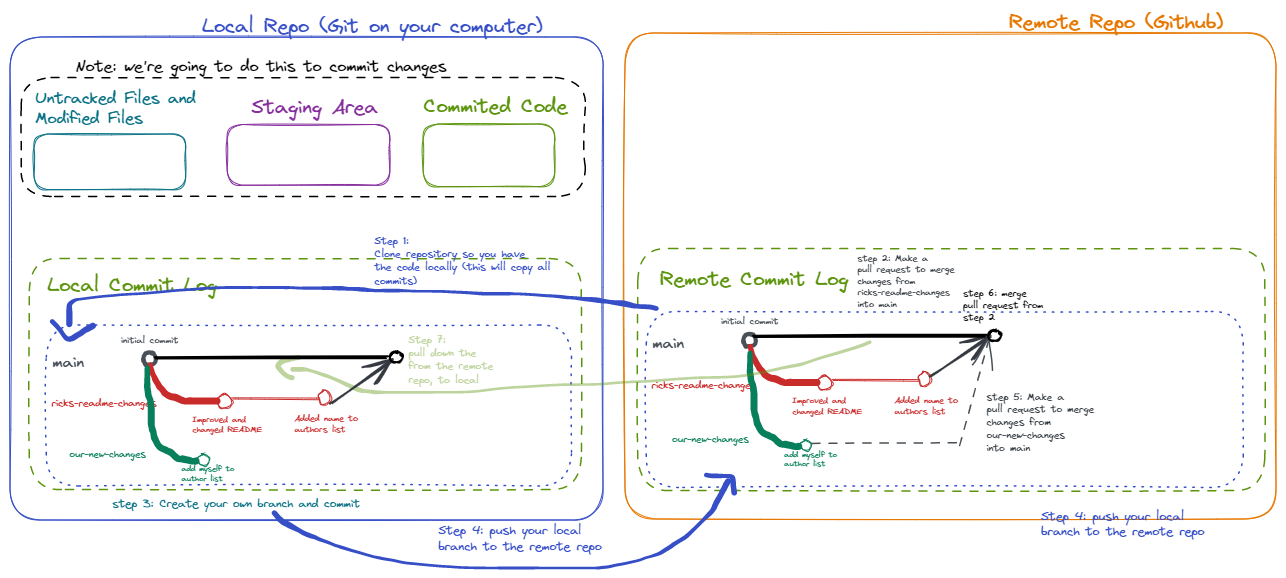 Local Repo (Git on your computer)
Note: we're going to do this to commit changes
Untracked Files and
Modified Files
Staging Area
Commited Code
Step 1:
Clone repository so you have
the code locally (this will copy all
commits)
Local Commit Log
initial commit
main
Step 7:
pull down the
from the remote
repo, to local
ricks-readme-changes
Improved and
changed README
Added name to
authors list
our-new-changes
add myself to
author list
step 3: Create your own branch and commit
Step 4: push your local
branch to the remote repo
Remote Repo (Github)
Remote Commit Log
step 2: Make a
pull request to merge
changes from
ricks-readme-changes
into main
step 6: merge
pull request from
step 2
initial commit
main
ricks-readme-changes
Improved and
changed README
Added name to
authors list
our-new-changes
add myself to
author list
Step 5: Make a
pull request to merge
changes from
our-new-changes
into main
Step 4: push your local
branch to the remote repo